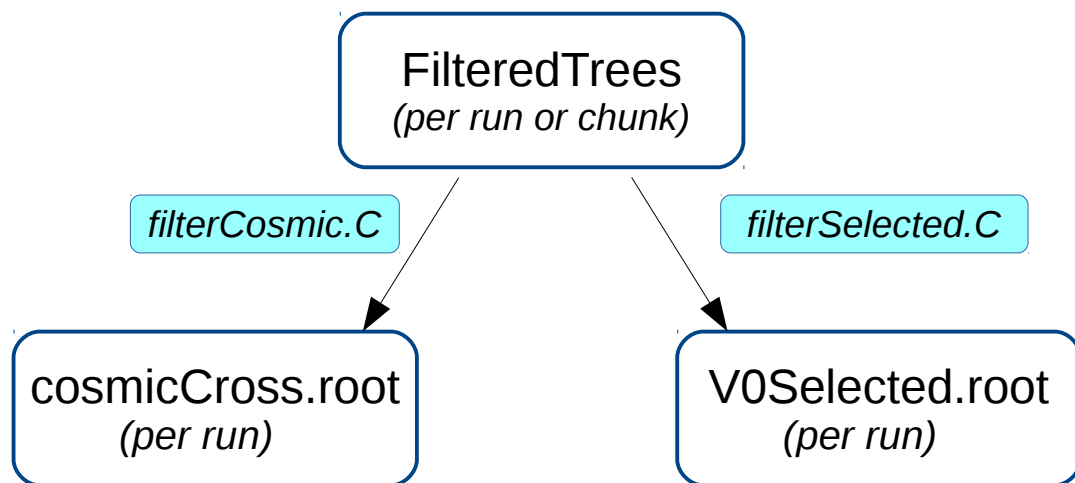 FilteredTrees
(per run or chunk)
filterCosmic.C
filterSelected.C
cosmicCross.root
(per run)
V0Selected.root
(per run)